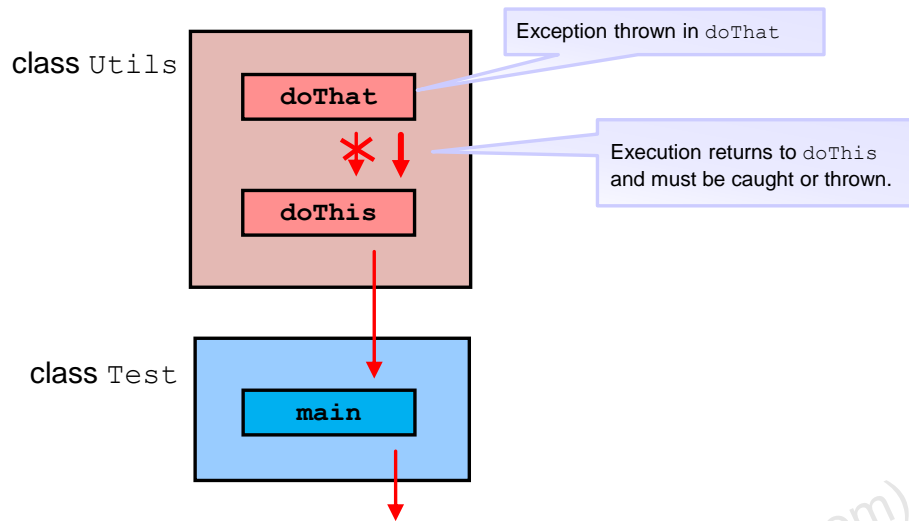 Exception thrown in doThat
class Utils
doThat
Execution returns to doThis
and must be caught or thrown.
doThis
class Test
main
om)